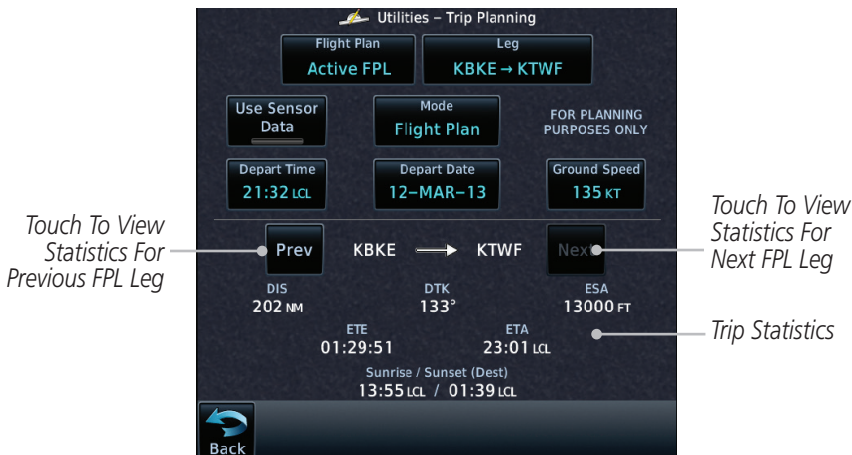 Utilities – Trip Planning
Flight Plan
Active FPL
Leg
KBKE → KTWF
Use Sensor
Data
Mode
Flight Plan
FOR PLANNING
PURPOSES ONLY
Depart Time
21:32 LCL
Depart Date
12–MAR–13
Ground Speed
135 KT
Touch To View
Statistics For
Previous FPL Leg
Prev
KBKE → KTWF
Next
Touch To View
Statistics For
Next FPL Leg
DIS
202 NM
DTK
133°
ESA
13000 FT
ETE
01:29:51
ETA
23:01 LCL
Trip Statistics
Sunrise / Sunset (Dest)
13:55 LCL / 01:39 LCL
Back